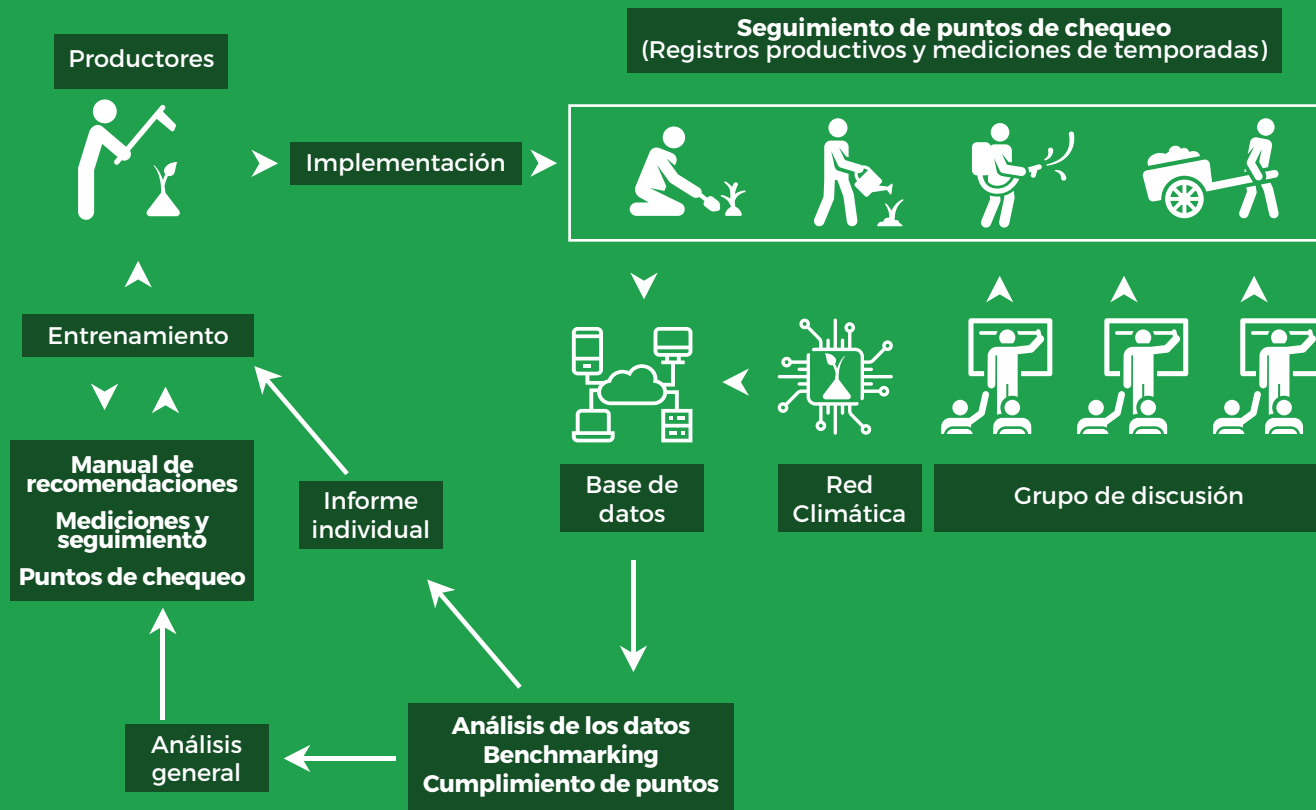 Productores
Seguimiento de puntos de chequeo
(Registros productivos y mediciones de temporadas)
Implementación
Entrenamiento
Manual de
recomendaciones
Mediciones y
seguimiento
Puntos de chequeo
Informe
individual
Base de
datos
Red
Climática
Grupo de discusión
Análisis
general
Análisis de los datos
Benchmarking
Cumplimiento de puntos